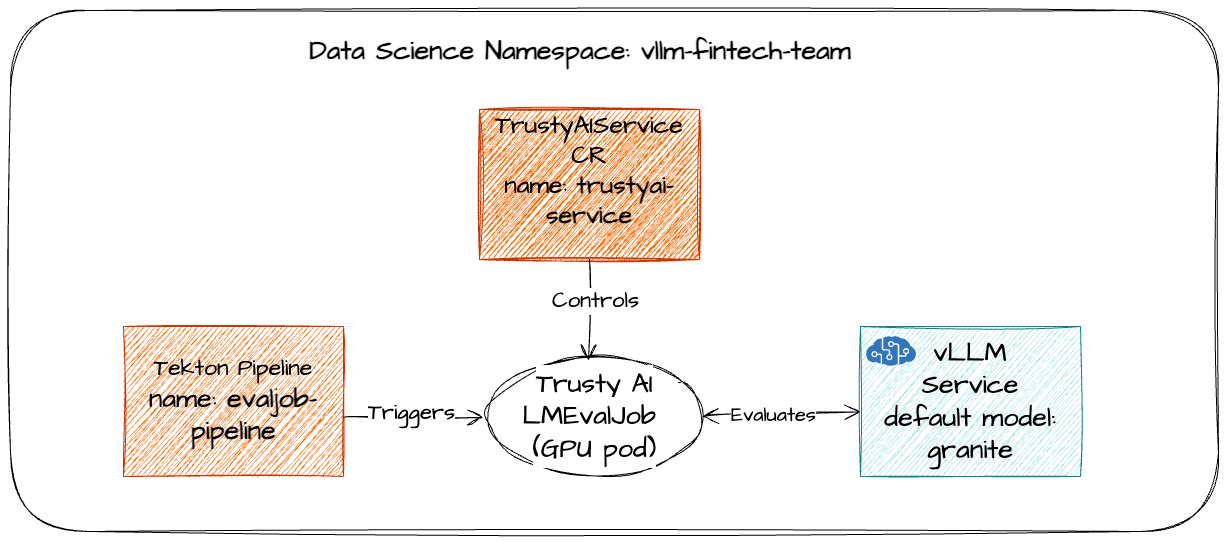 Data Science Namespace: vllm-fintech-team
TrustyAIService
CR
name: trustyai-
service
Controls
Tekton Pipeline
name: evaljob-
pipeline
Triggers
Trusty AI
LMEvalJob
(GPU pod)
Evaluates
vLLM
Service
default model:
granite